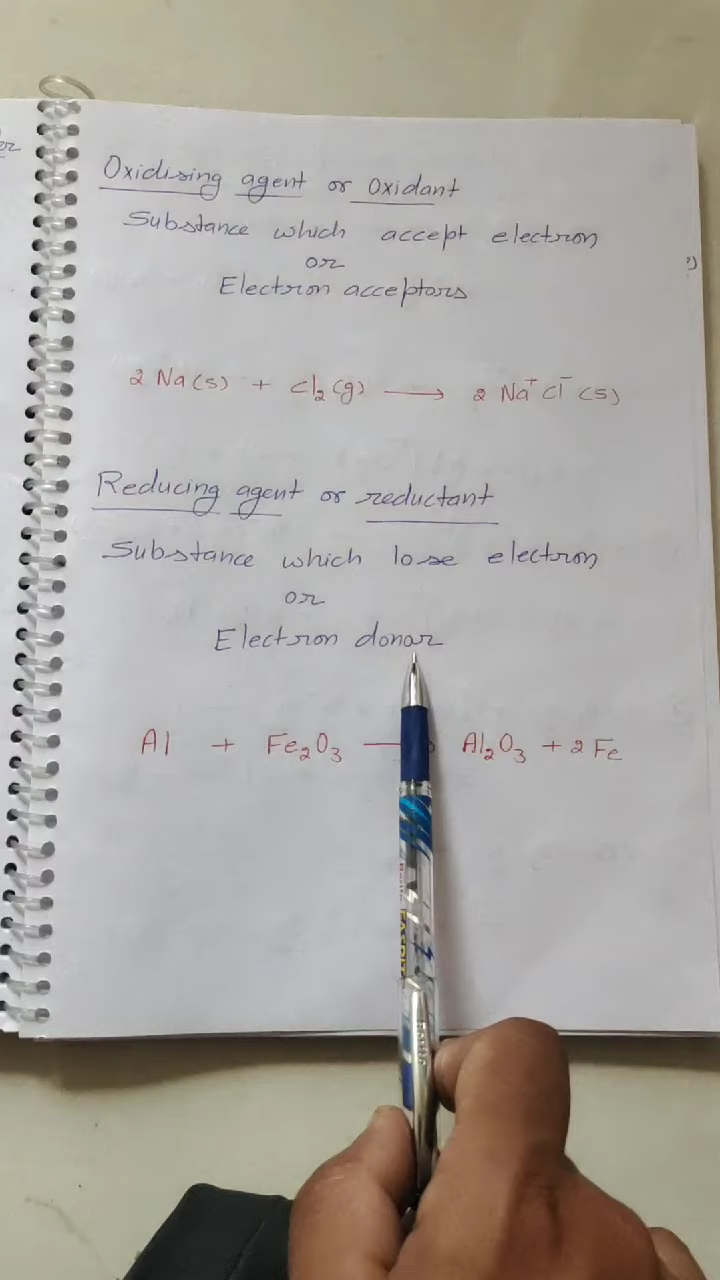 Oxidising agent or Oxidant
Substance which accept electron
or
Electron acceptors
2 Na(s) + Cl₂(g) → 2 Na⁺Cl⁻(s)
Reducing agent or reductant
Substance which lose electron
or
Electron donar
Al + Fe₂O₃ → Al₂O₃ + 2 Fe